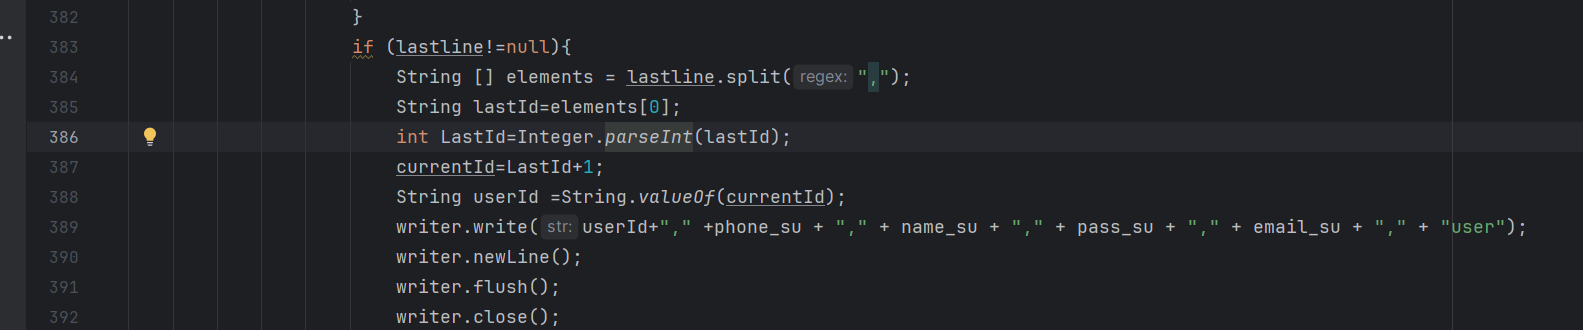 382 }
383 if (lastline!=null){
384 String [] elements = lastline.split( regex: ",");
385 String lastId=elements[0];
386 int LastId=Integer.parseInt(lastId);
387 currentId=LastId+1;
388 String userId =String.valueOf(currentId);
389 writer.write( str: userId+"," +phone_su + "," + name_su + "," + pass_su + "," + email_su + "," + "user");
390 writer.newLine();
391 writer.flush();
392 writer.close();